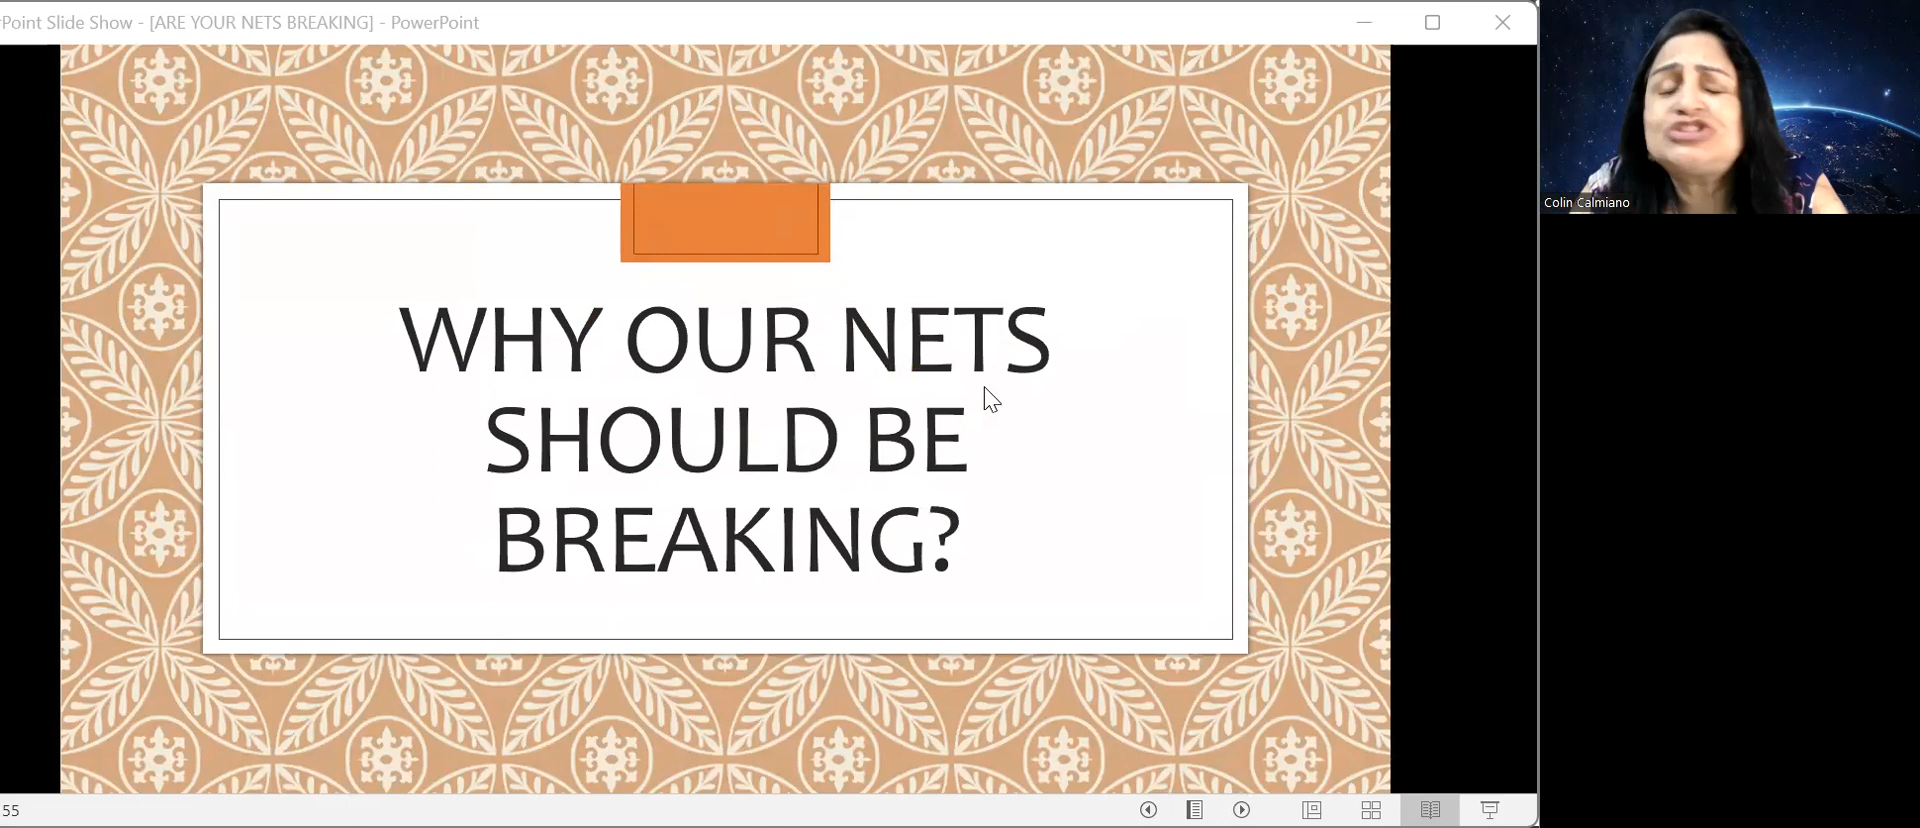 Point Slide Show - [ARE YOUR NETS BREAKING] - PowerPoint
WHY OUR NETS
SHOULD BE
BREAKING?
Colin Calmiano
55